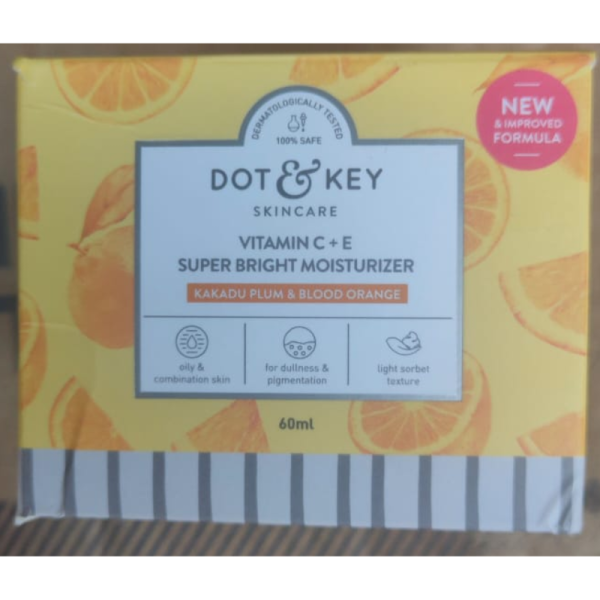 DERMATOLOGICALLY TESTED
100% SAFE
NEW
& IMPROVED
FORMULA
DOT & KEY
SKINCARE
VITAMIN C + E
SUPER BRIGHT MOISTURIZER
KAKADU PLUM & BLOOD ORANGE
oily &
combination skin
for dullness &
pigmentation
light sorbet
texture
60ml